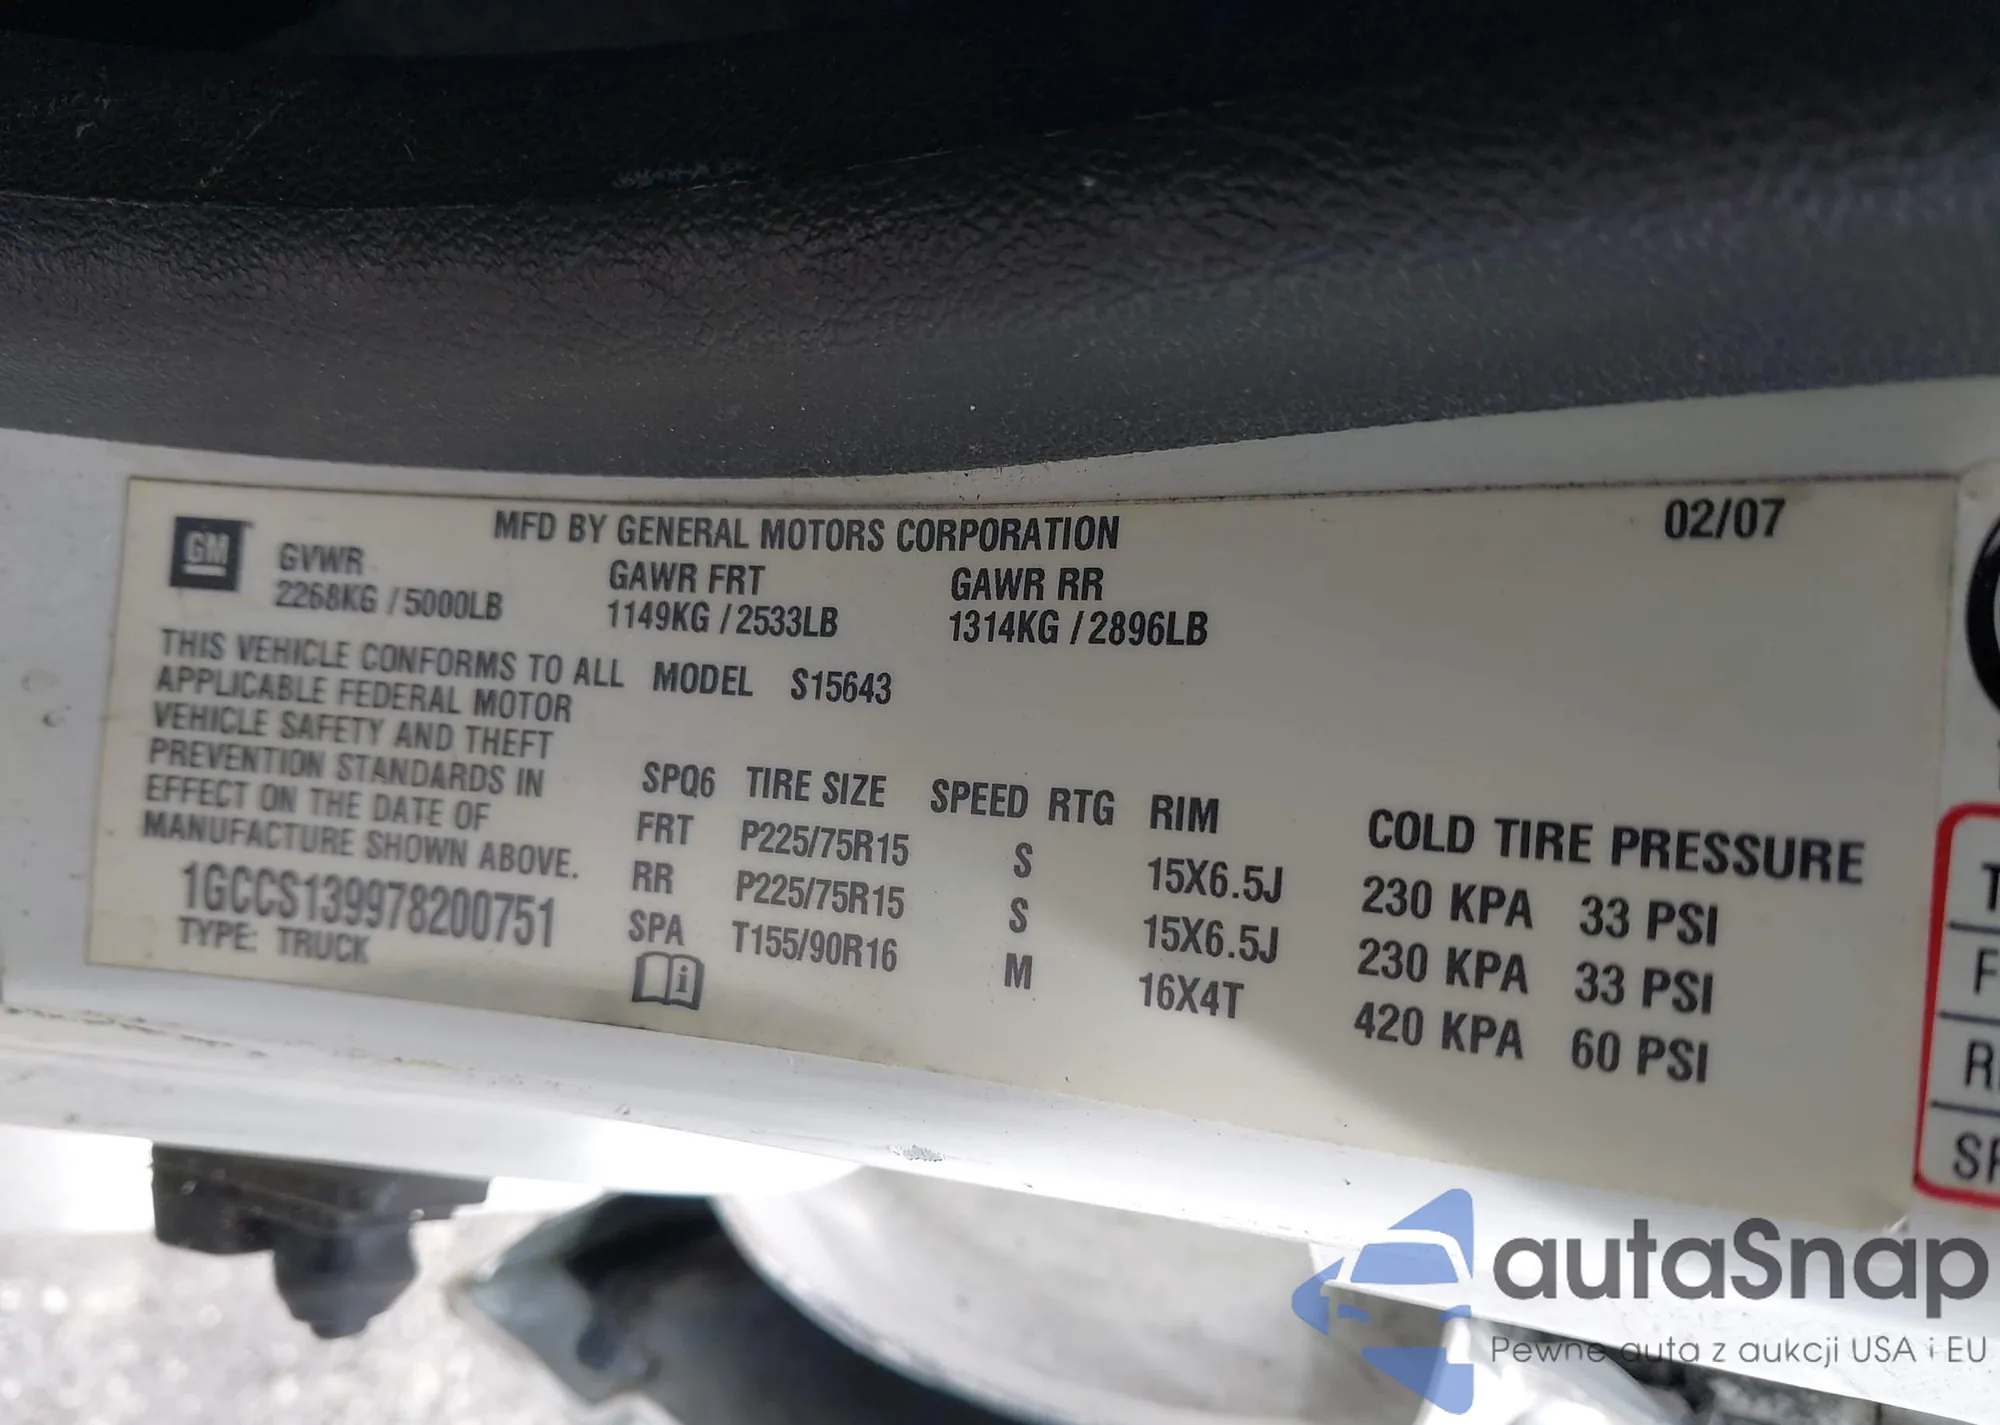 MFD BY GENERAL MOTORS CORPORATION 02/07
GM
GVWR GAWR FRT GAWR RR
2268KG / 5000LB 1149KG / 2533LB 1314KG / 2896LB
THIS VEHICLE CONFORMS TO ALL MODEL S15643
APPLICABLE FEDERAL MOTOR
VEHICLE SAFETY AND THEFT
PREVENTION STANDARDS IN
EFFECT ON THE DATE OF
MANUFACTURE SHOWN ABOVE.
1GCCS139978200751
TYPE: TRUCK
SPQ6 TIRE SIZE SPEED RTG RIM COLD TIRE PRESSURE
FRT P225/75R15 S 15X6.5J 230 KPA 33 PSI
RR P225/75R15 S 15X6.5J 230 KPA 33 PSI
SPA T155/90R16 M 16X4T 420 KPA 60 PSI
i
autaSnap
Pewne auta z aukcji USA i EU